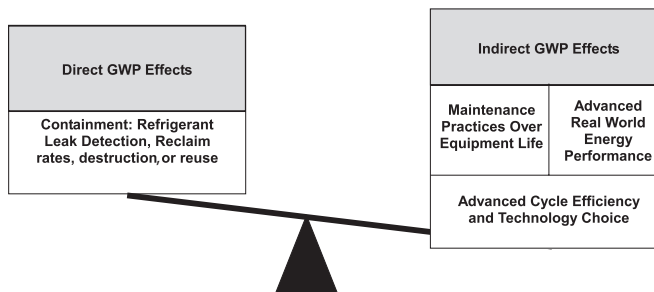 Direct GWP Effects
Containment: Refrigerant
Leak Detection, Reclaim
rates, destruction, or reuse
Indirect GWP Effects
Maintenance
Practices Over
Equipment Life
Advanced
Real World
Energy
Performance
Advanced Cycle Efficiency
and Technology Choice